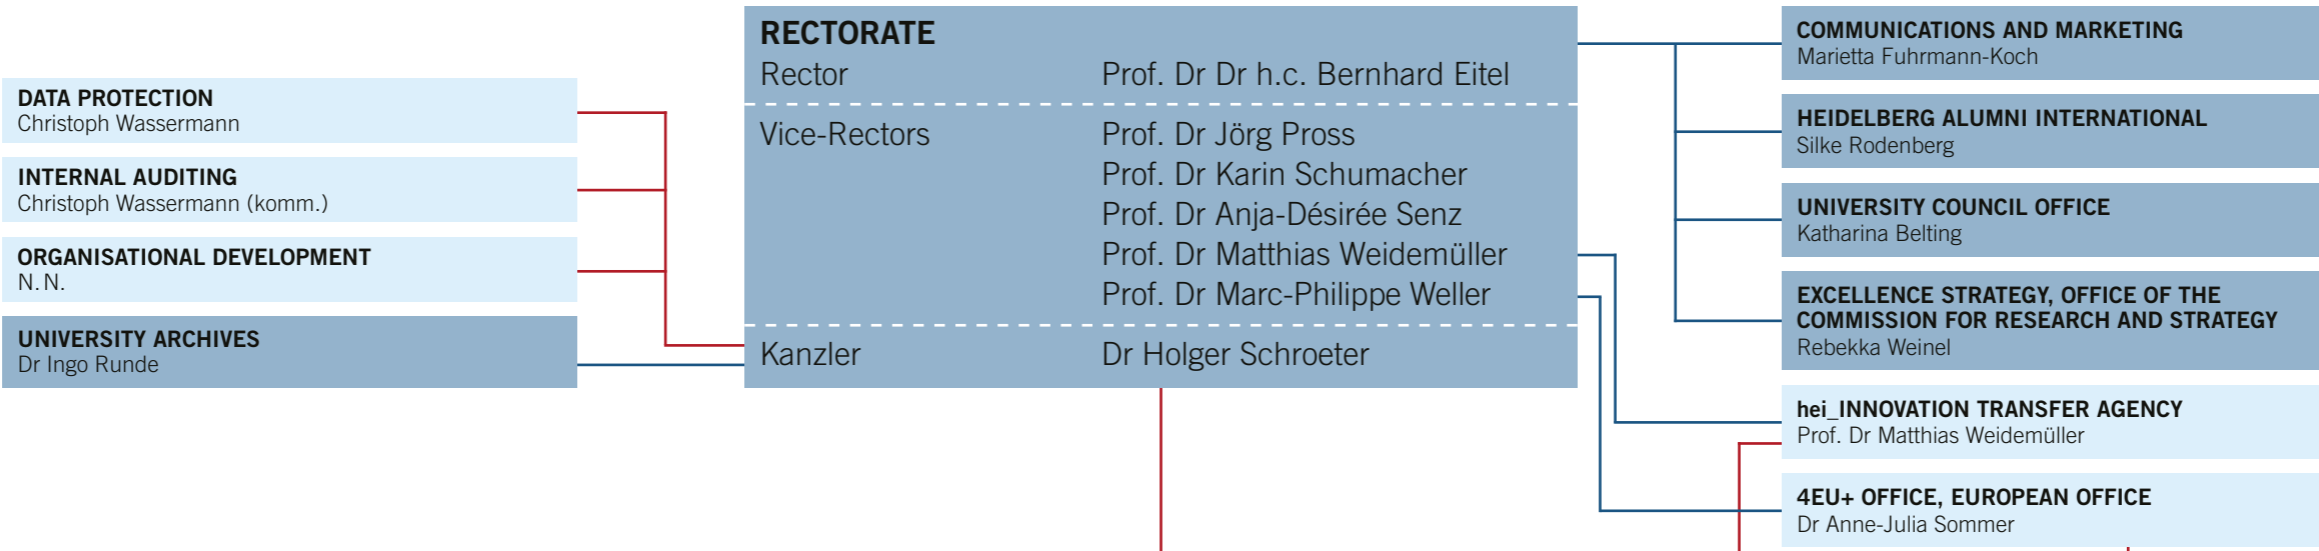 DATA PROTECTION
Christoph Wassermann
INTERNAL AUDITING
Christoph Wassermann (komm.)
ORGANISATIONAL DEVELOPMENT
N. N.
UNIVERSITY ARCHIVES
Dr Ingo Runde
RECTORATE
Rector Prof. Dr Dr h.c. Bernhard Eitel
Vice-Rectors Prof. Dr Jörg Pross
Prof. Dr Karin Schumacher
Prof. Dr Anja-Désirée Senz
Prof. Dr Matthias Weidemüller
Prof. Dr Marc-Philippe Weller
Kanzler Dr Holger Schroeter
COMMUNICATIONS AND MARKETING
Marietta Fuhrmann-Koch
HEIDELBERG ALUMNI INTERNATIONAL
Silke Rodenberg
UNIVERSITY COUNCIL OFFICE
Katharina Belting
EXCELLENCE STRATEGY, OFFICE OF THE
COMMISSION FOR RESEARCH AND STRATEGY
Rebekka Weinel
hei_INNOVATION TRANSFER AGENCY
Prof. Dr Matthias Weidemüller
4EU+ OFFICE, EUROPEAN OFFICE
Dr Anne-Julia Sommer